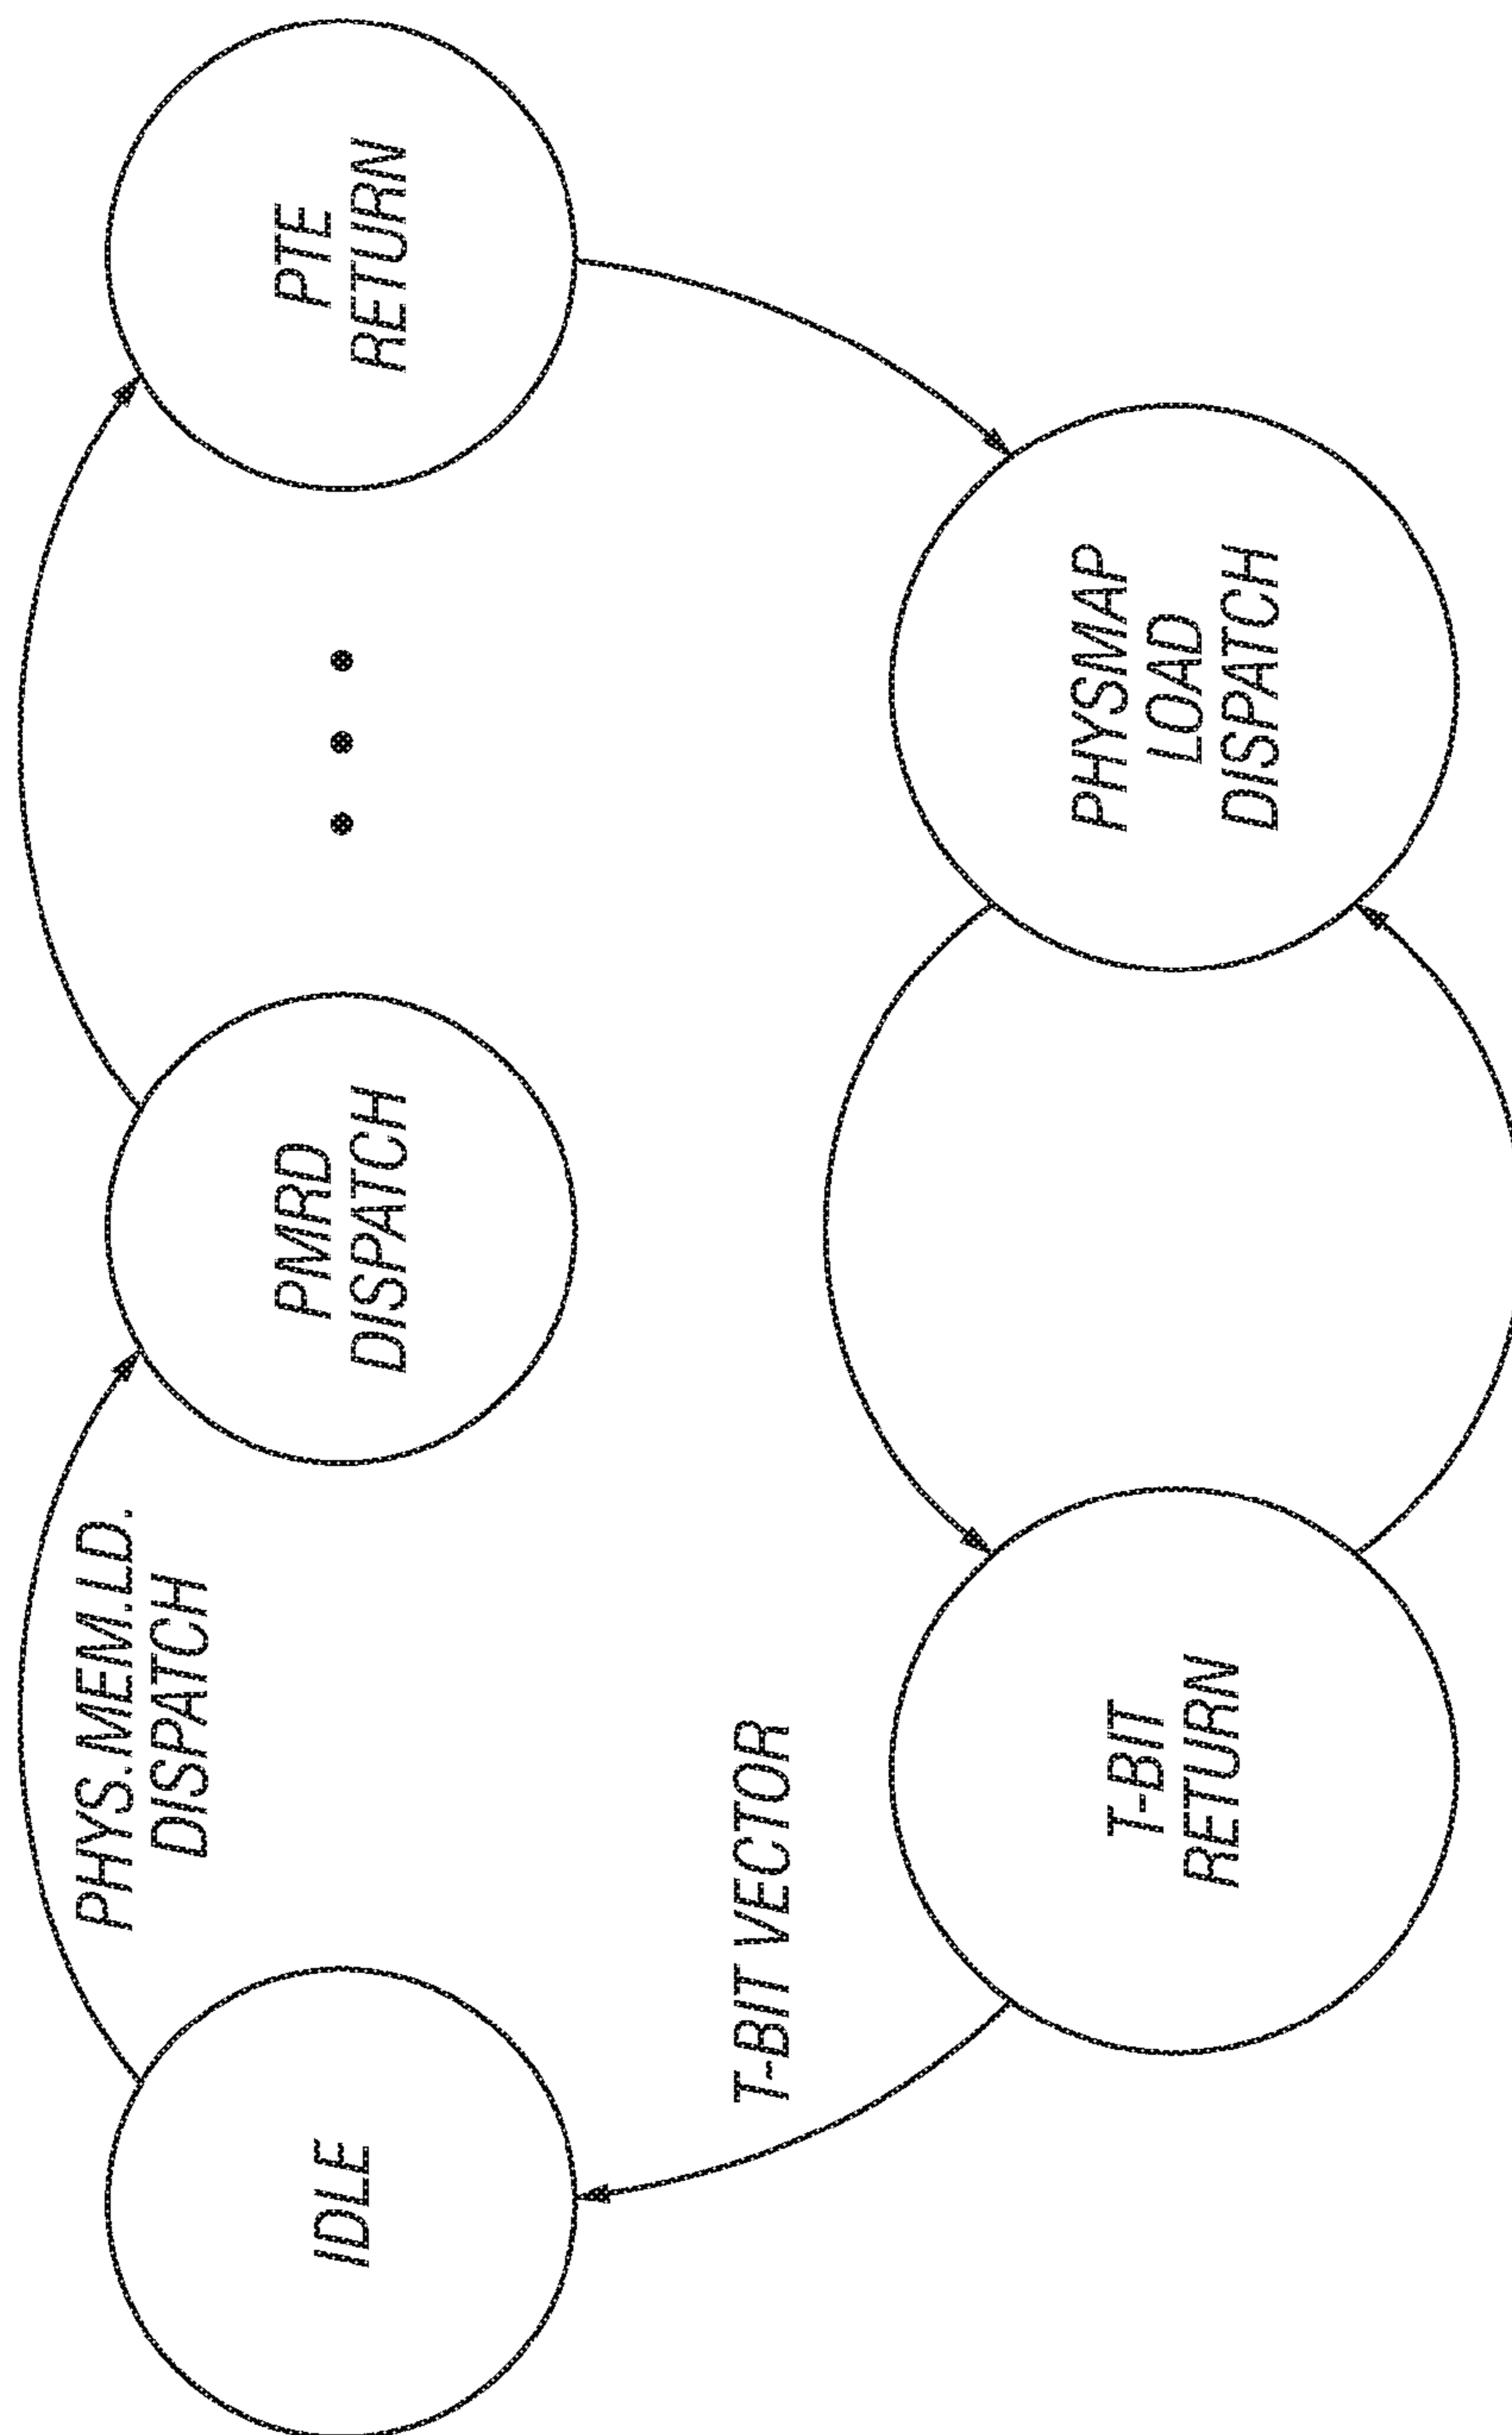 IDLE
PHYS.MEM.LD.
DISPATCH
PMRD
DISPATCH
PTE
RETURN
T-BIT VECTOR
T-BIT
RETURN
PHYSMAP
LOAD
DISPATCH